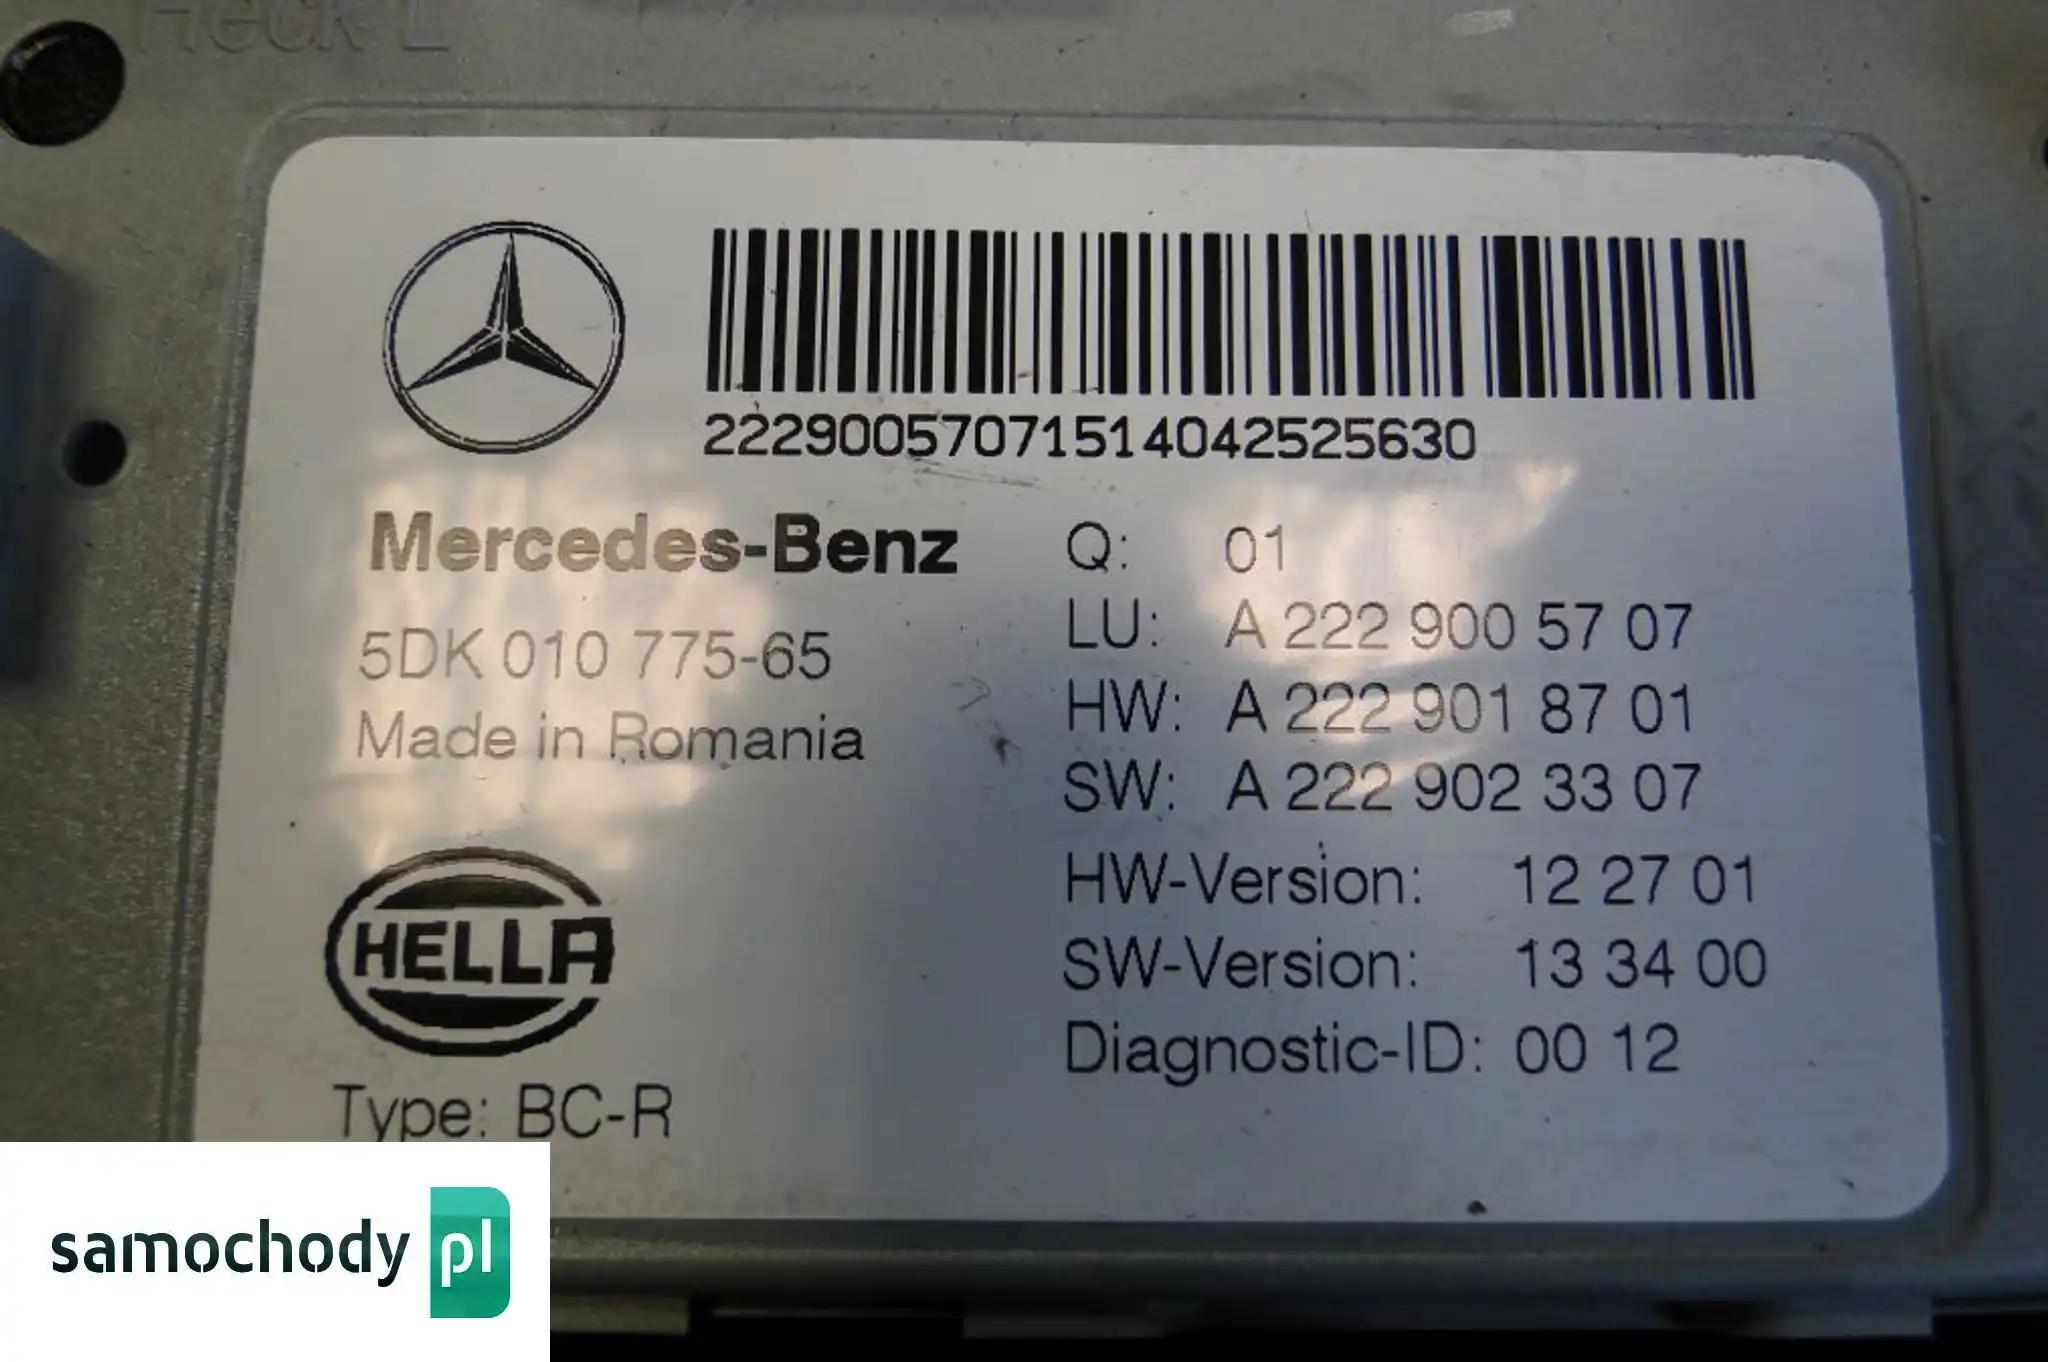 Heck-L
2229005707151404252563​0
Mercedes-Benz
5DK 010 775-65
Made in Romania
HELLA
Type: BC-R
Q: 01
LU: A 222 900 57 07
HW: A 222 901 87 01
SW: A 222 902 33 07
HW-Version: 12 27 01
SW-Version: 13 34 00
Diagnostic-ID: 00 12
samochody pl